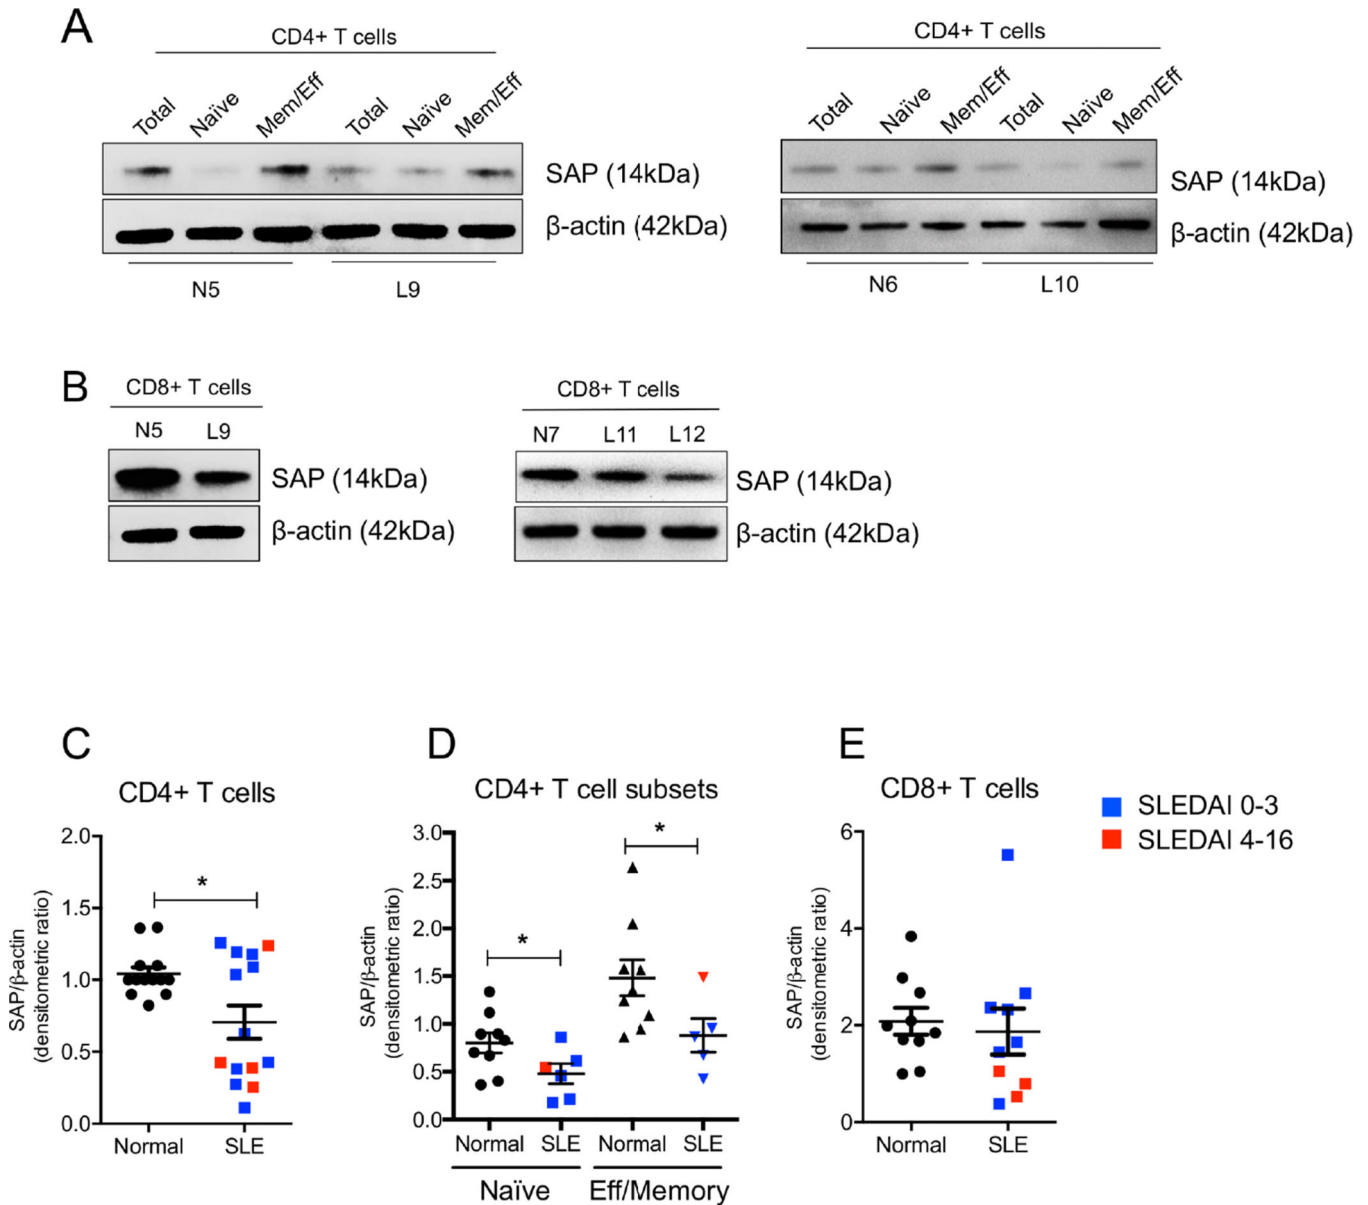 A
CD4+ T cells
Total Naïve Mem/Eff Total Naïve Mem/Eff
SAP (14kDa)
β-actin (42kDa)
N5 L9
CD4+ T cells
Total Naïve Mem/Eff Total Naïve Mem/Eff
SAP (14kDa)
β-actin (42kDa)
N6 L10
B
CD8+ T cells
N5 L9
SAP (14kDa)
β-actin (42kDa)
CD8+ T cells
N7 L11 L12
SAP (14kDa)
β-actin (42kDa)
C
CD4+ T cells
SAP/β-actin
(densitometric ratio)
2.0
1.5
1.0
0.5
0.0
*
Normal SLE
D
CD4+ T cell subsets
SAP/β-actin
(densitometric ratio)
3.0
2.5
2.0
1.5
1.0
0.5
0.0
*
*
Normal SLE Normal SLE
Naïve Eff/Memory
E
CD8+ T cells
SAP/β-actin
(densitometric ratio)
6
4
2
0
Normal SLE
SLEDAI 0-3
SLEDAI 4-16